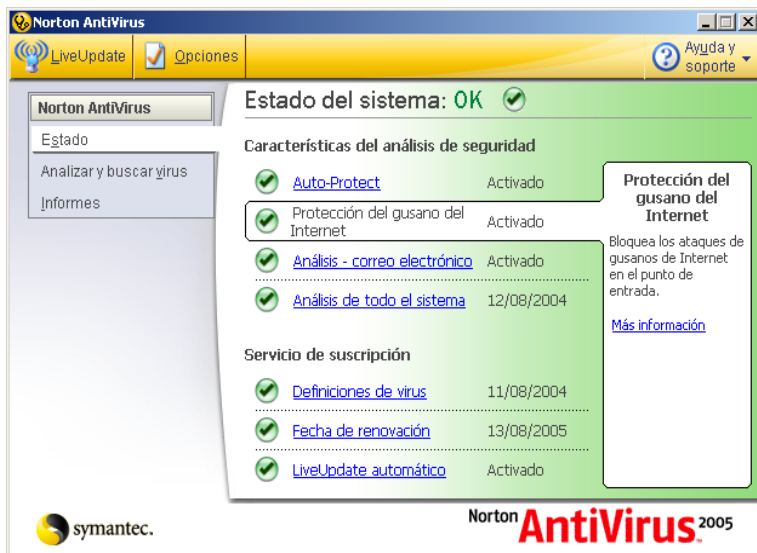 Norton AntiVirus
LiveUpdate
Opciones
Ayuda y
soporte
Norton AntiVirus
Estado
Analizar y buscar virus
Informes
Estado del sistema: OK
Características del análisis de seguridad
Auto-Protect Activado
Protección del gusano del
Internet Activado
Análisis - correo electrónico Activado
Análisis de todo el sistema 12/08/2004
Servicio de suscripción
Definiciones de virus 11/08/2004
Fecha de renovación 13/08/2005
LiveUpdate automático Activado
Protección del
gusano del
Internet
Bloquea los ataques de
gusanos de Internet
en el punto de
entrada.
Más información
symantec.
Norton AntiVirus 2005